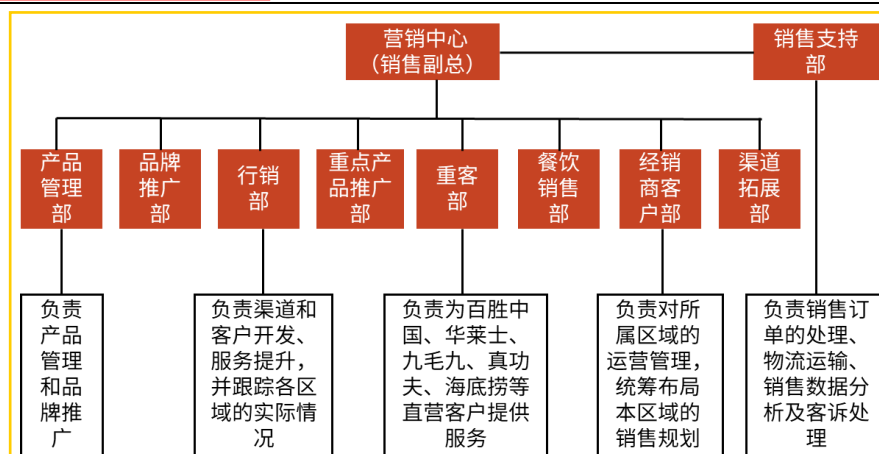 营销中心
（销售副总）
销售支持
部
产品
管理
部
品牌
推广
部
行销
部
重点产
品推广
部
重客
部
餐饮
销售
部
经销
商客
户部
渠道
拓展
部
负责
产品
管理
和品
牌推
广
负责渠道和
客户开发、
服务提升，
并跟踪各区
域的实际情
况
负责为百胜中
国、华莱士、
九毛九、真功
夫、海底捞等
直营客户提供
服务
负责对所
属区域的
运营管理，
统筹布局
本区域的
销售规划
负责销售订
单的处理、
物流运输、
销售数据分
析及客诉处
理